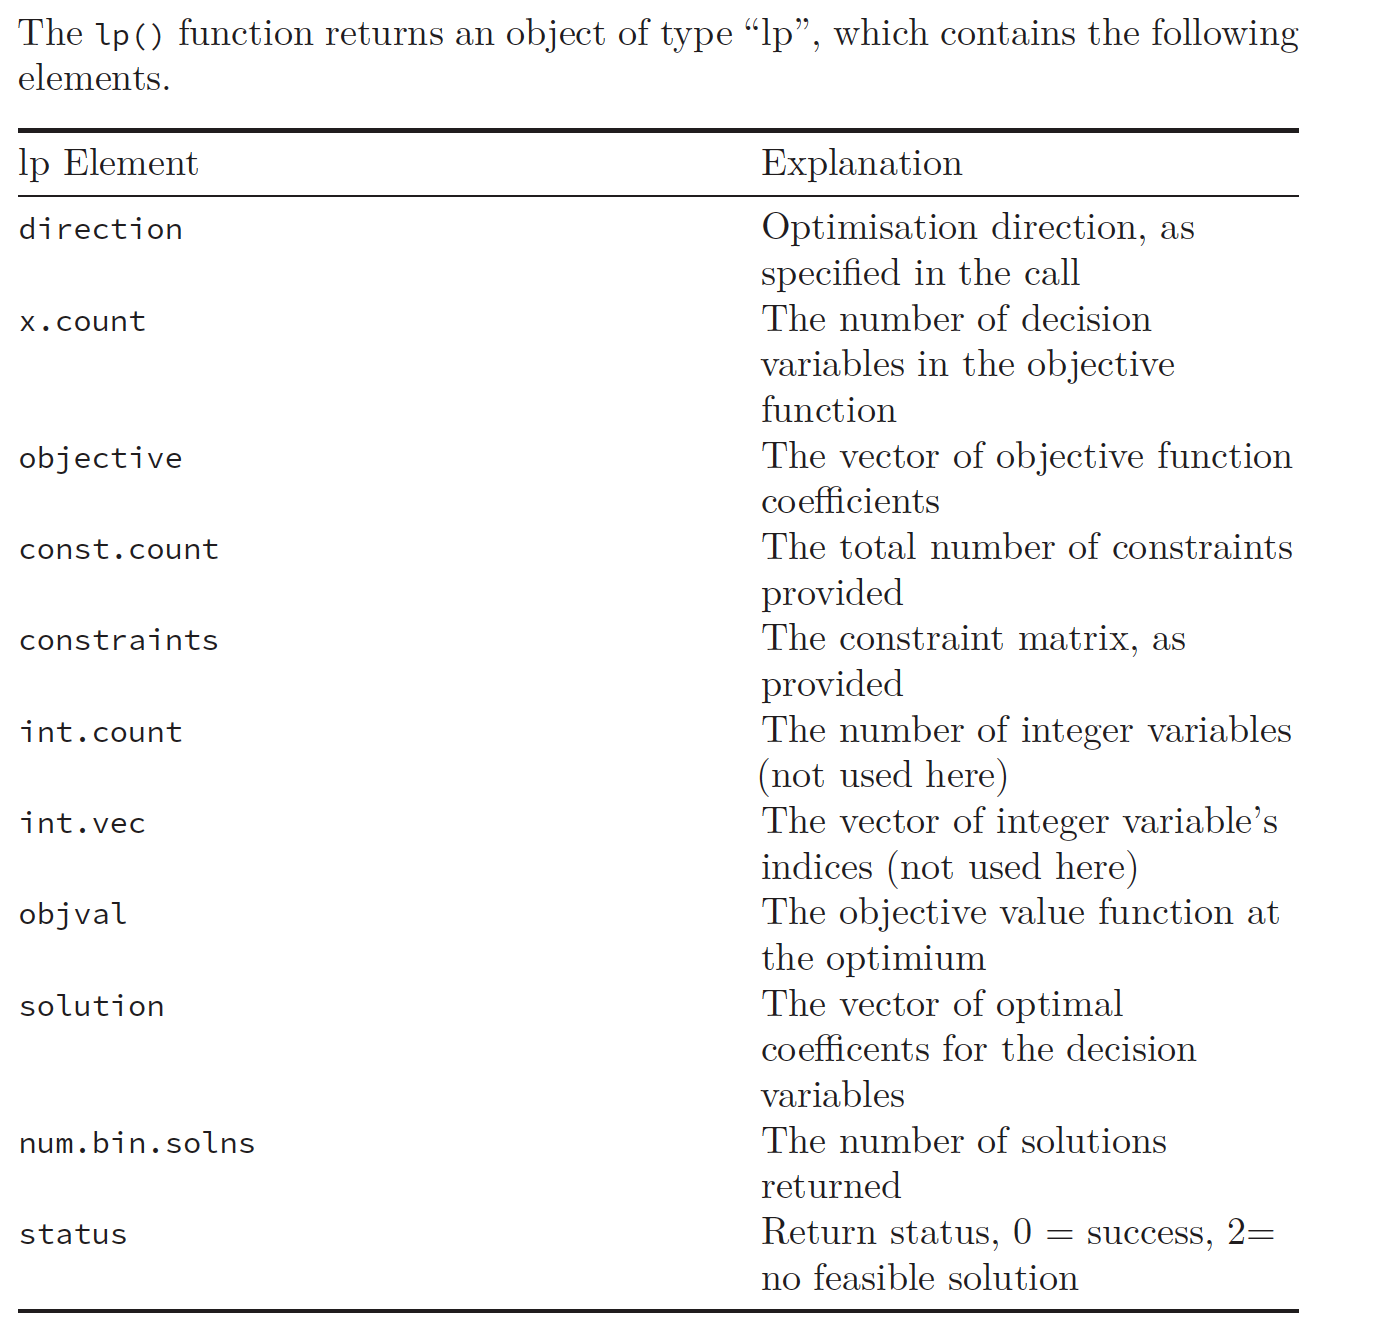 The lp() function returns an object of type “lp”, which contains the following
elements.
lp Element Explanation
direction Optimisation direction, as
specified in the call
x.count The number of decision
variables in the objective
function
objective The vector of objective function
coefficients
const.count The total number of constraints
provided
constraints The constraint matrix, as
provided
int.count The number of integer variables
(not used here)
int.vec The vector of integer variable’s
indices (not used here)
objval The objective value function at
the optimium
solution The vector of optimal
coefficents for the decision
variables
num.bin.solns The number of solutions
returned
status Return status, 0 = success, 2=
no feasible solution